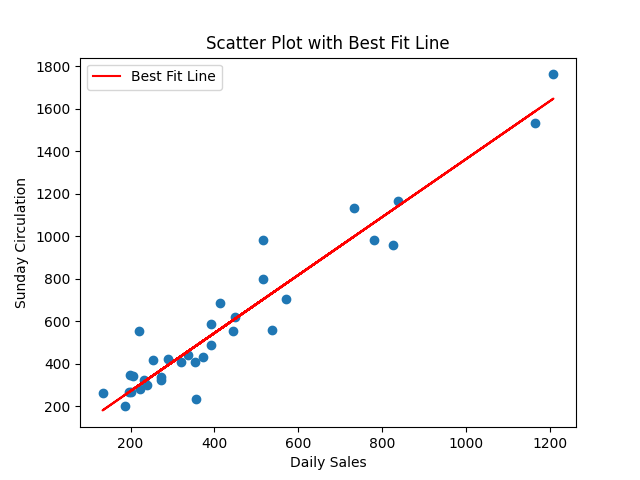 Scatter Plot with Best Fit Line
Best Fit Line
1800
1600
1400
1200
1000
800
600
400
200
Sunday Circulation
200 400 600 800 1000 1200
Daily Sales